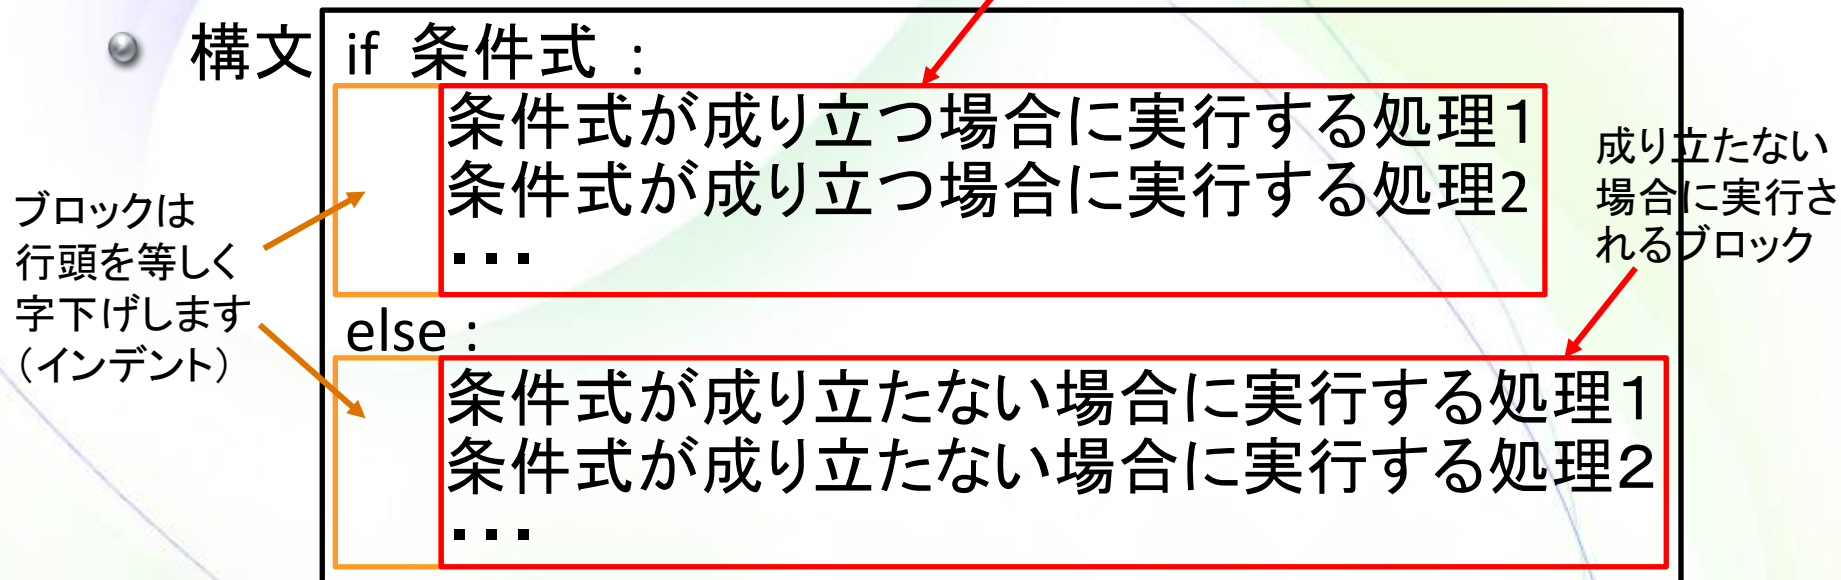 構文
if 条件式 :
条件式が成り立つ場合に実行する処理1
条件式が成り立つ場合に実行する処理2
・・・
else :
条件式が成り立たない場合に実行する処理1
条件式が成り立たない場合に実行する処理2
・・・
ブロックは
行頭を等しく
字下げします
（インデント）
成り立たない
場合に実行さ
れるブロック